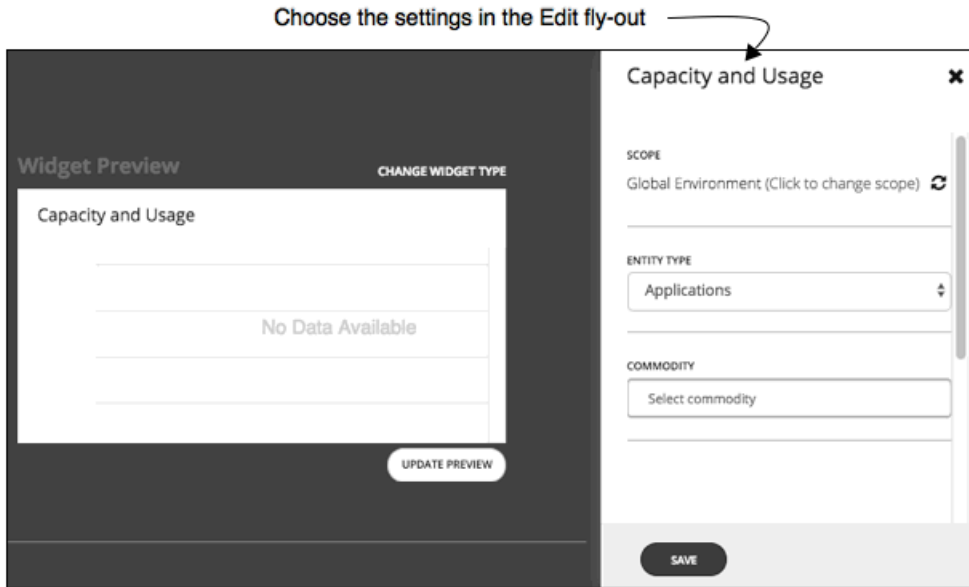 Choose the settings in the Edit fly-out
Widget Preview
CHANGE WIDGET TYPE
Capacity and Usage
No Data Available
UPDATE PREVIEW
Capacity and Usage
SCOPE
Global Environment (Click to change scope)
ENTITY TYPE
Applications
COMMODITY
Select commodity
SAVE